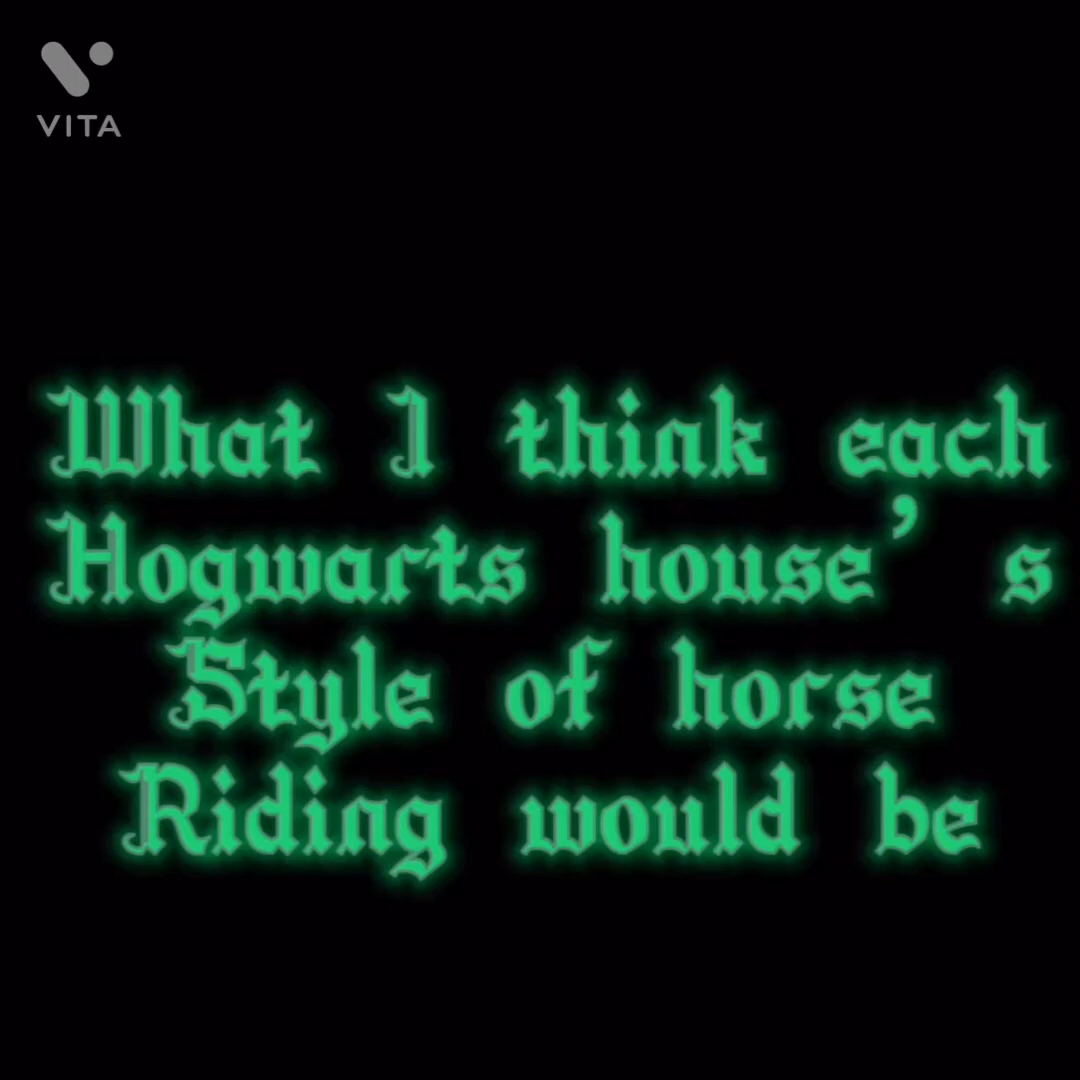 VITA
What I think each
Hogwarts house’ s
Style of horse
Riding would be